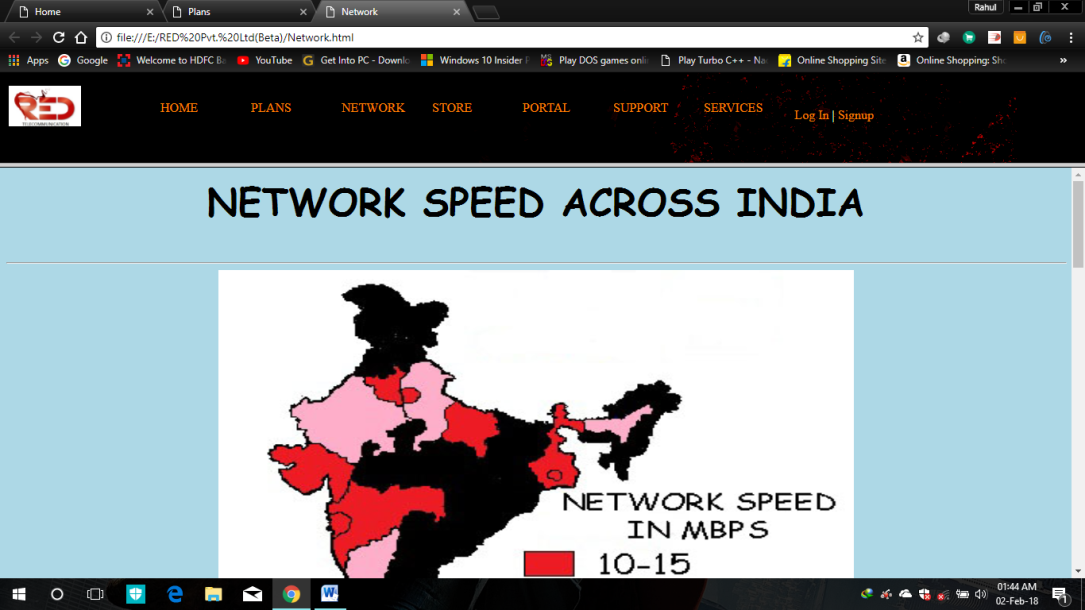 Home
Plans
Network
Rahul
file:///E:/RED%20Pvt.%20Ltd(Beta)/Network.html
Apps Google Welcome to HDFC Ba YouTube Get Into PC - Downlo Windows 10 Insider P Play DOS games onli Play Turbo C++ - Na Online Shopping Site Online Shopping: Sho »
RED
TELECOMMUNICATION
HOME PLANS NETWORK STORE PORTAL SUPPORT SERVICES
Log In | Signup
NETWORK SPEED ACROSS INDIA
NETWORK SPEED
IN MBPS
10-15
01:44 AM
02-Feb-18